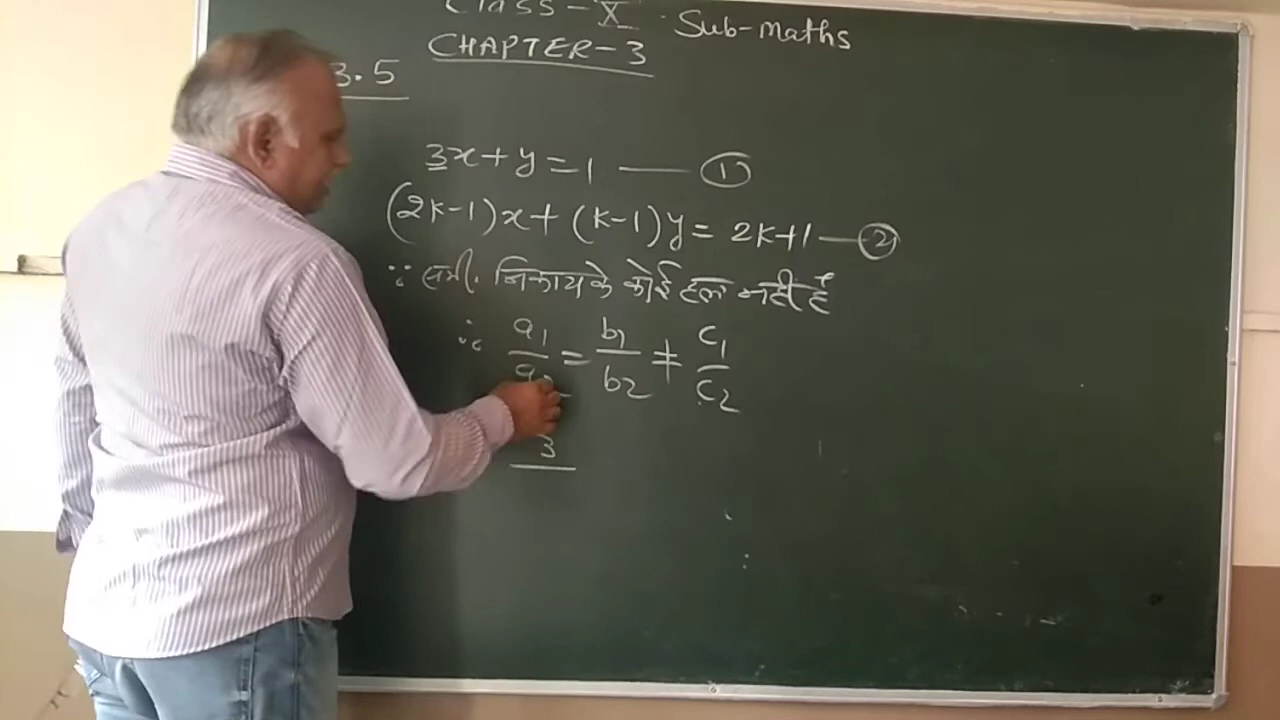 Class - X Sub-maths
CHAPTER-3
3.5
3x+y=1 —— ①
(2k-1)x+(k-1)y=2k+1 — ②
∵ समी. निकाय के कोई हल नहीं है
∴ a₁/a₂ = b₁/b₂ ≠ c₁/c₂
3